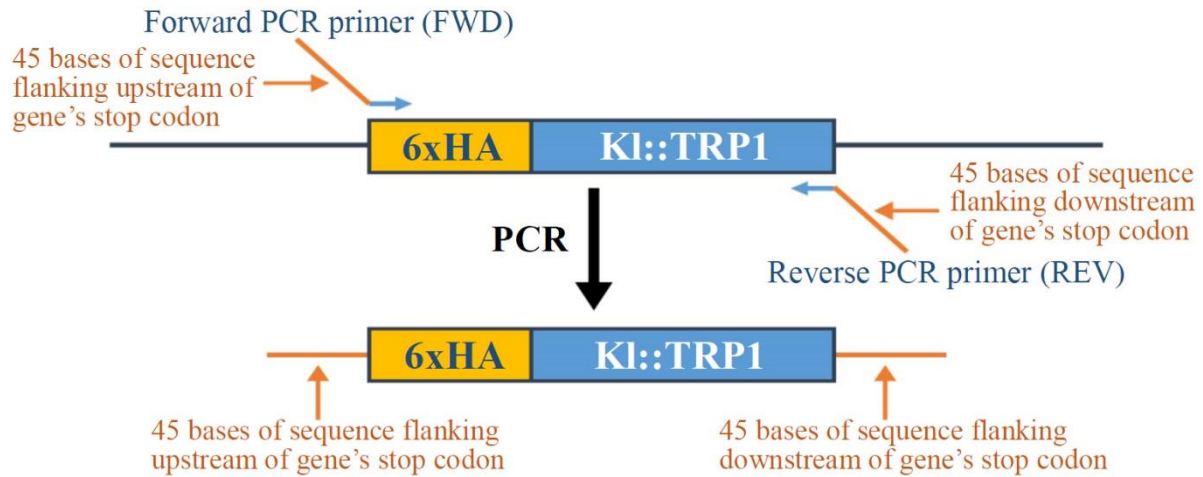 Forward PCR primer (FWD)
45 bases of sequence
flanking upstream of
gene’s stop codon
6xHA
Kl::TRP1
45 bases of sequence
flanking downstream
of gene’s stop codon
PCR
Reverse PCR primer (REV)
6xHA
Kl::TRP1
45 bases of sequence flanking
upstream of gene’s stop codon
45 bases of sequence flanking
downstream of gene’s stop codon